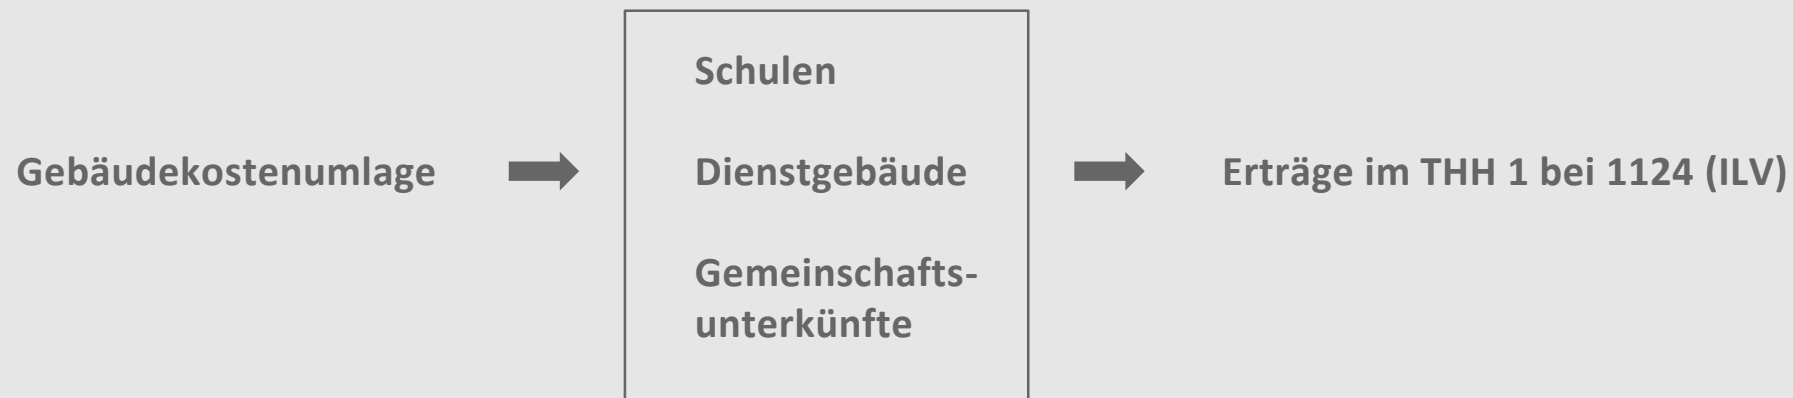 Schulen
Gebäudekostenumlage
Dienstgebäude
Erträge im THH 1 bei 1124 (ILV)
Gemeinschafts-
unterkünfte